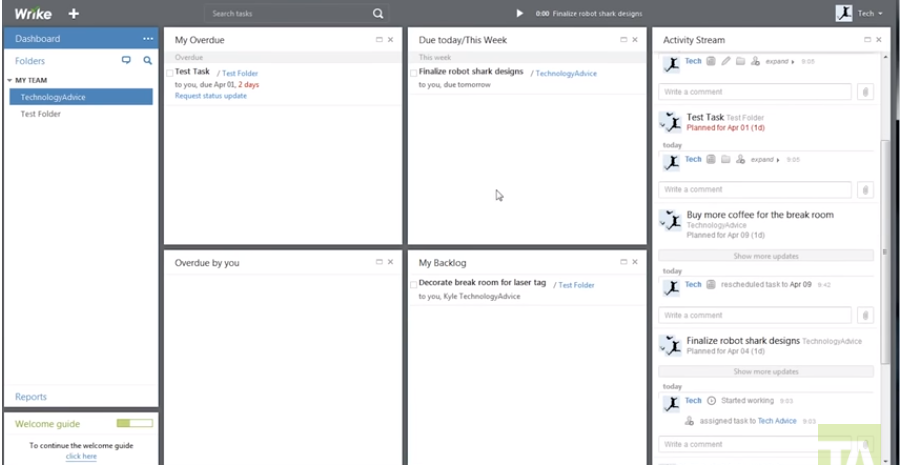 Wrike +
Search tasks
0:00 Finalize robot shark designs
Tech
Dashboard
Folders
MY TEAM
TechnologyAdvice
Test Folder
Reports
Welcome guide
To continue the welcome guide
click here
My Overdue
Overdue
Test Task / Test Folder
to you, due Apr 01, 2 days
Request status update
Due today/This Week
This week
Finalize robot shark designs / TechnologyAdvice
to you, due tomorrow
Overdue by you
My Backlog
Decorate break room for laser tag / Test Folder
to you, Kyle TechnologyAdvice
Activity Stream
Tech expand 9:05
Write a comment
Test Task Test Folder
Planned for Apr 01 (1d)
today
Tech expand 9:05
Write a comment
Buy more coffee for the break room
TechnologyAdvice
Planned for Apr 09 (1d)
Show more updates
today
Tech rescheduled task to Apr 09 9:42
Write a comment
Finalize robot shark designs TechnologyAdvice
Planned for Apr 04 (1d)
Show more updates
today
Tech Started working 9:03
assigned task to Tech Advice 9:03
Write a comment
TA